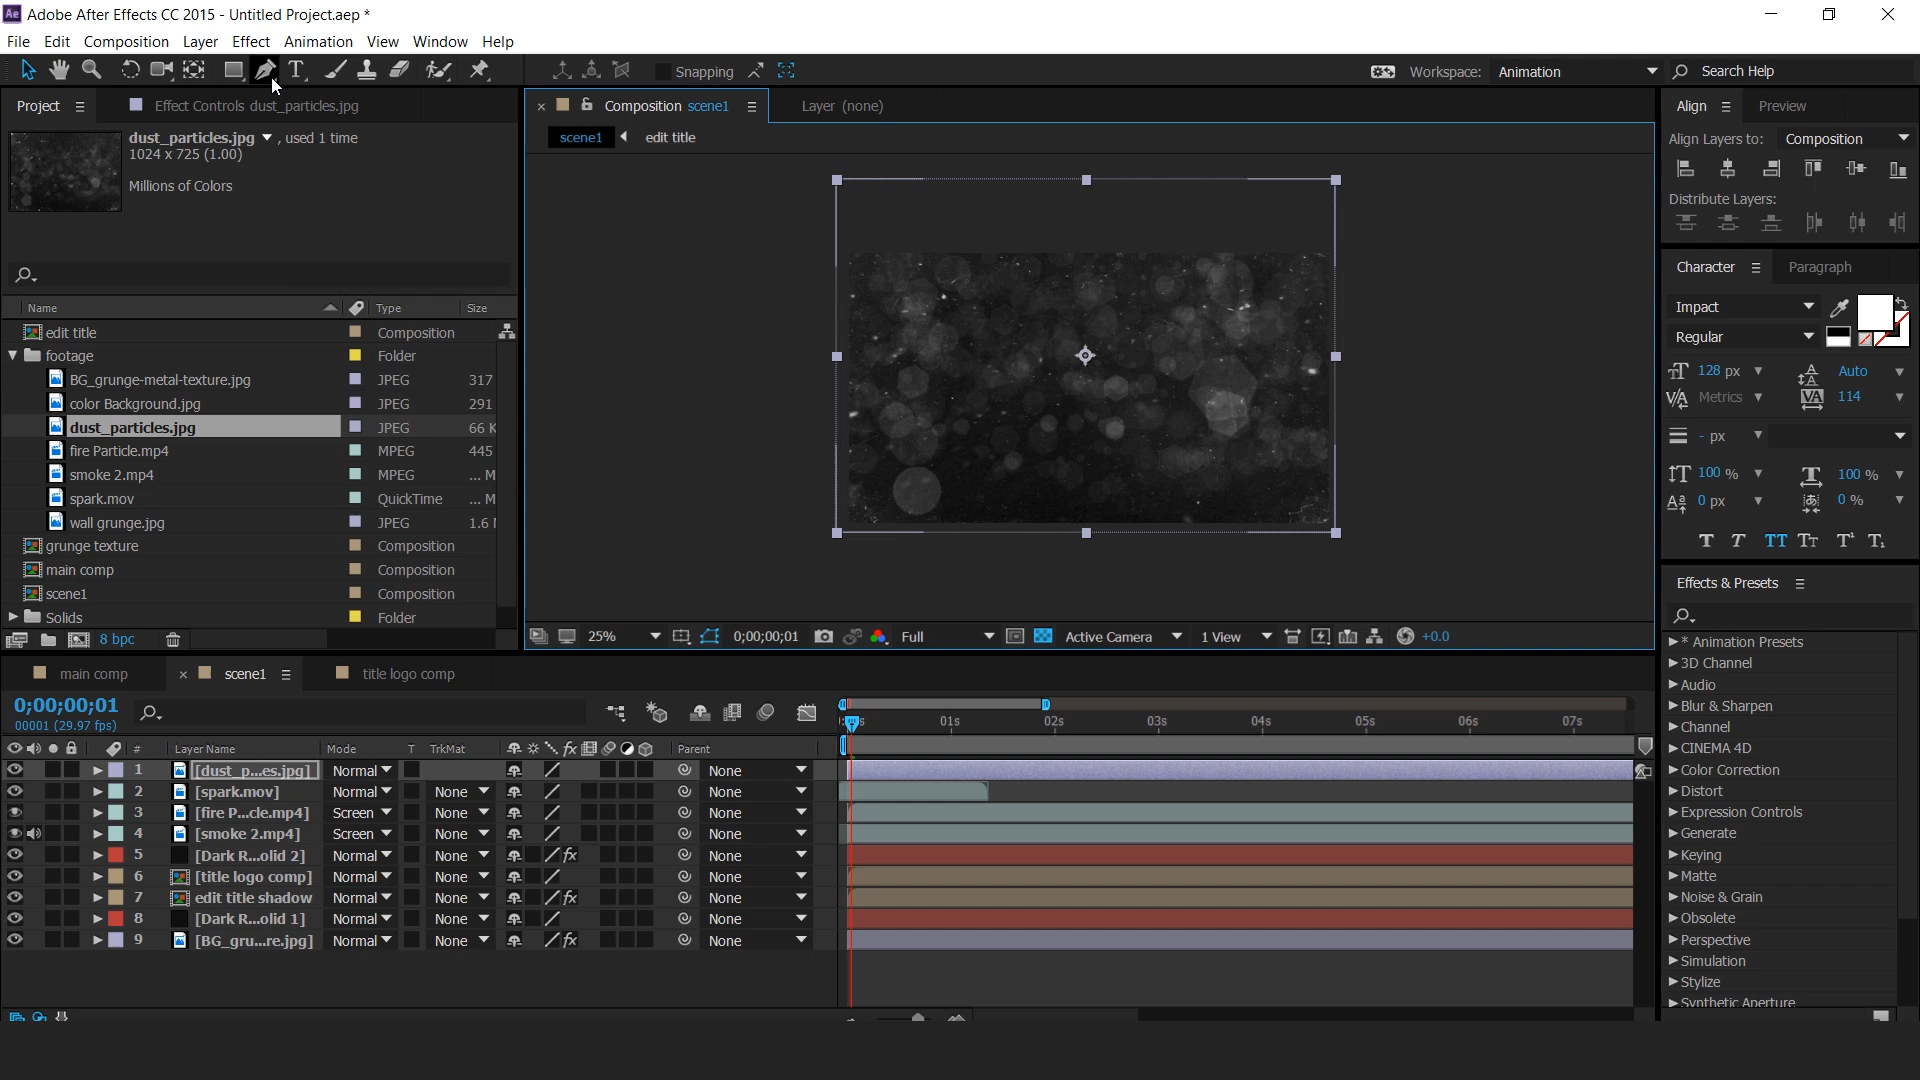 Adobe After Effects CC 2015 - Untitled Project.aep *
File Edit Composition Layer Effect Animation View Window Help
Snapping
Workspace: Animation
Search Help
Project
Effect Controls dust_particles.jpg
dust_particles.jpg , used 1 time
1024 x 725 (1.00)
Millions of Colors
Name Type Size
edit title Composition
footage Folder
BG_grunge-metal-texture.jpg JPEG 317
color Background.jpg JPEG 291
dust_particles.jpg JPEG 66 K
fire Particle.mp4 MPEG 445
smoke 2.mp4 MPEG ... M
spark.mov QuickTime ... M
wall grunge.jpg JPEG 1.6
grunge texture Composition
main comp Composition
scene1 Composition
Solids Folder
8 bpc
Composition scene1
Layer (none)
scene1 edit title
25% 0;00;00;01 Full Active Camera 1 View +0.0
Align Preview
Align Layers to: Composition
Distribute Layers:
Character Paragraph
Impact
Regular
128 px Auto
Metrics 114
- px
100 % 100 %
0 px 0 %
Effects & Presets
* Animation Presets
3D Channel
Audio
Blur & Sharpen
Channel
CINEMA 4D
Color Correction
Distort
Expression Controls
Generate
Keying
Matte
Noise & Grain
Obsolete
Perspective
Simulation
Stylize
Synthetic Aperture
main comp scene1 title logo comp
0;00;00;01
00001 (29.97 fps)
01s 02s 03s 04s 05s 06s 07s
# Layer Name Mode T TrkMat Parent
1 [dust_p...es.jpg] Normal None
2 [spark.mov] Normal None None
3 [fire P...cle.mp4] Screen None None
4 [smoke 2.mp4] Screen None None
5 [Dark R...olid 2] Normal None None
6 [title logo comp] Normal None None
7 edit title shadow Normal None None
8 [Dark R...olid 1] Normal None None
9 [BG_gru...re.jpg] Normal None None